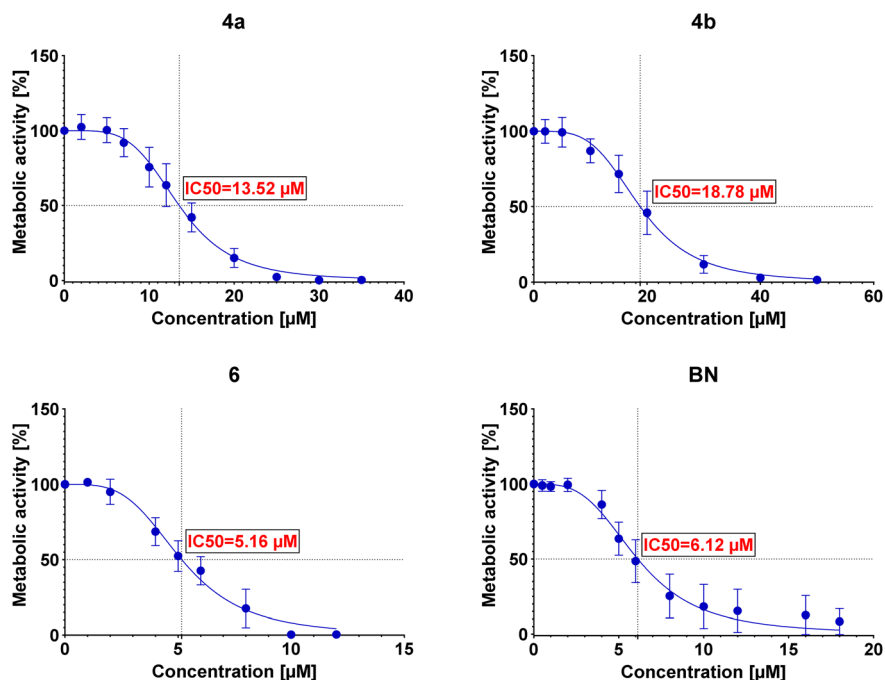 4a
150
100
50
0
Metabolic activity [%]
IC50=13.52 µM
0 10 20 30 40
Concentration [µM]
4b
150
100
50
0
Metabolic activity [%]
IC50=18.78 µM
0 20 40 60
Concentration [µM]
6
150
100
50
0
Metabolic activity [%]
IC50=5.16 µM
0 5 10 15
Concentration [µM]
BN
150
100
50
0
Metabolic activity [%]
IC50=6.12 µM
0 5 10 15 20
Concentration [µM]